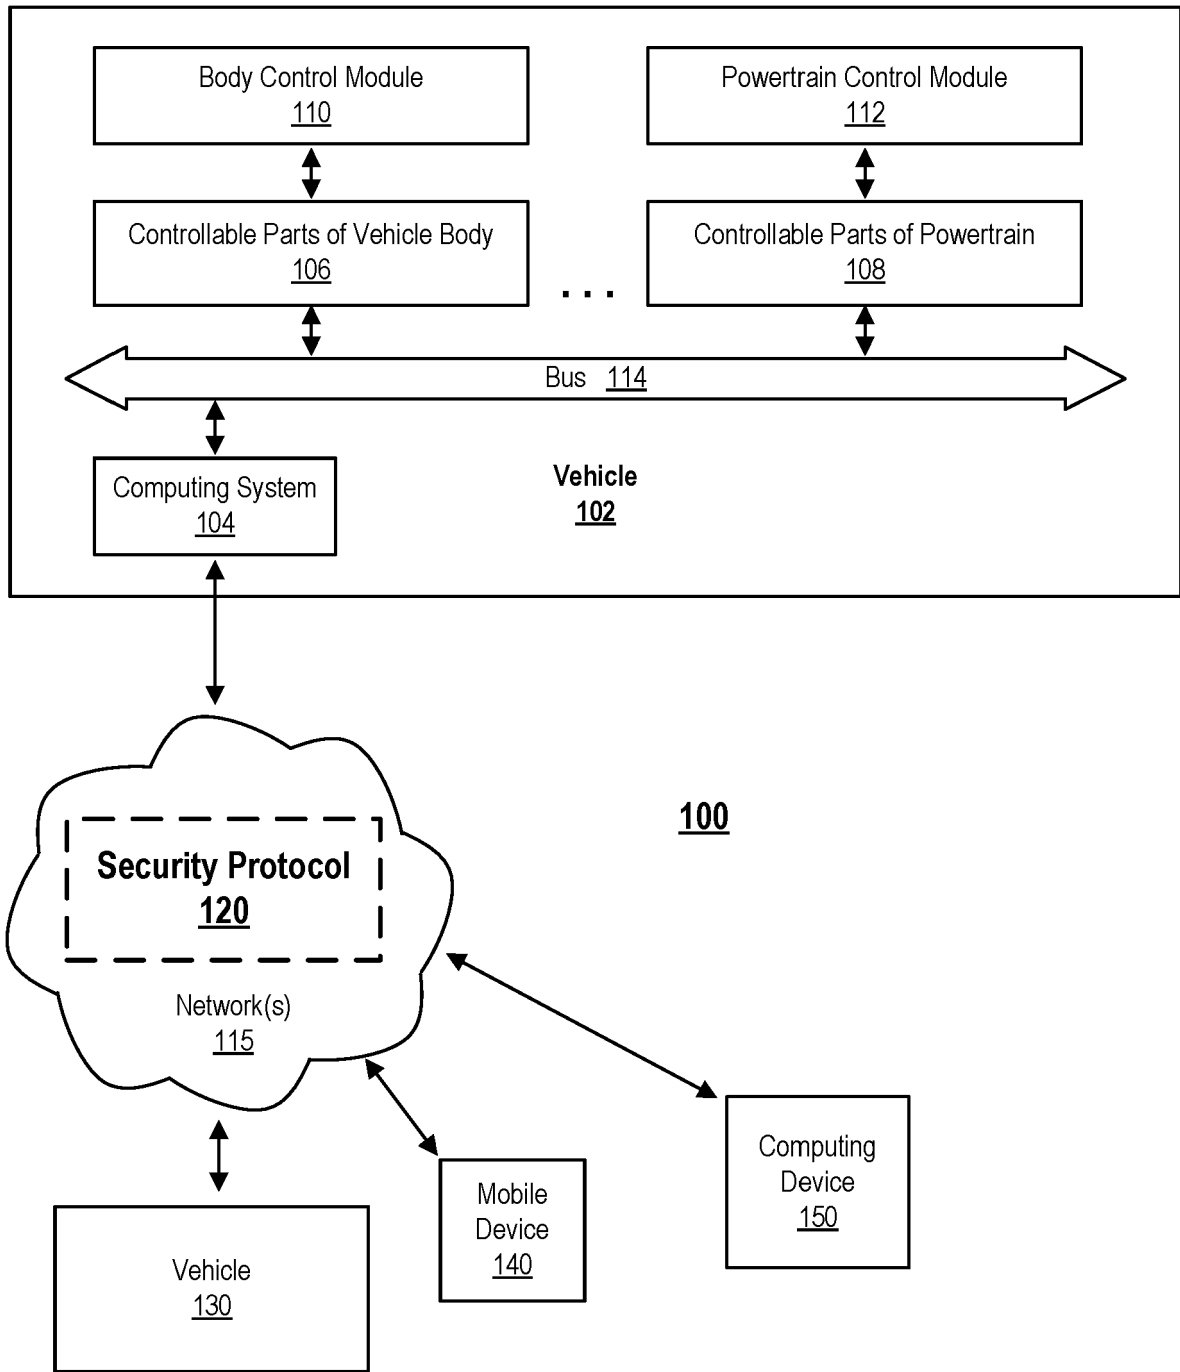 Body Control Module
110
Powertrain Control Module
112
Controllable Parts of Vehicle Body
106
. . .
Controllable Parts of Powertrain
108
Bus 114
Computing System
104
Vehicle
102
100
Security Protocol
120
Network(s)
115
Computing
Device
150
Mobile
Device
140
Vehicle
130